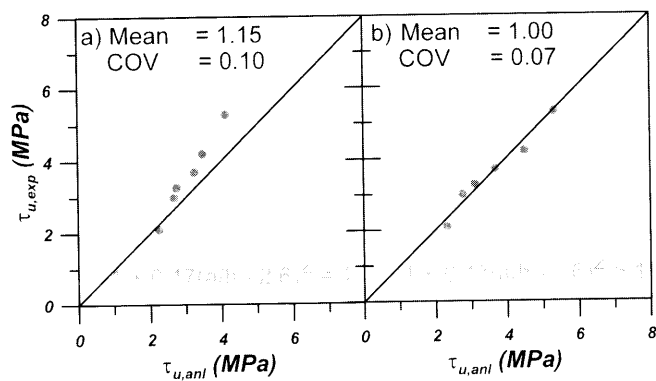 a) Mean = 1.15
COV = 0.10
b) Mean = 1.00
COV = 0.07
τu,exp (MPa)
8
6
4
2
0
0 2 4 6
0 2 4 6 8
τu,anl (MPa)
τu,anl (MPa)